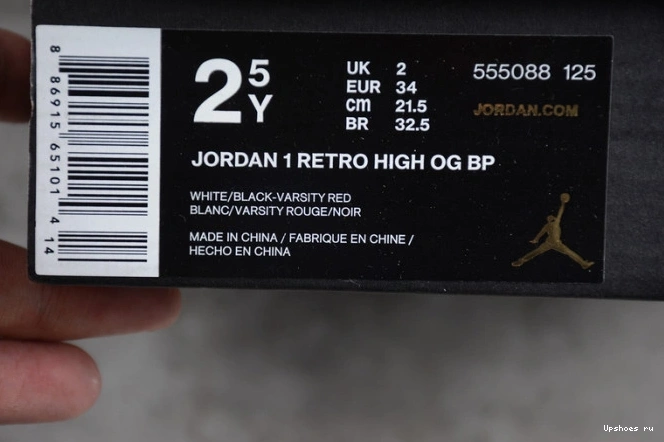 8 86915 65101 4 14
2 5Y
UK 2
EUR 34
cm 21.5
BR 32.5
555088 125
JORDAN.COM
JORDAN 1 RETRO HIGH OG BP
WHITE/BLACK-VARSITY RED
BLANC/VARSITY ROUGE/NOIR
MADE IN CHINA / FABRIQUE EN CHINE /
HECHO EN CHINA
Upshoes ru